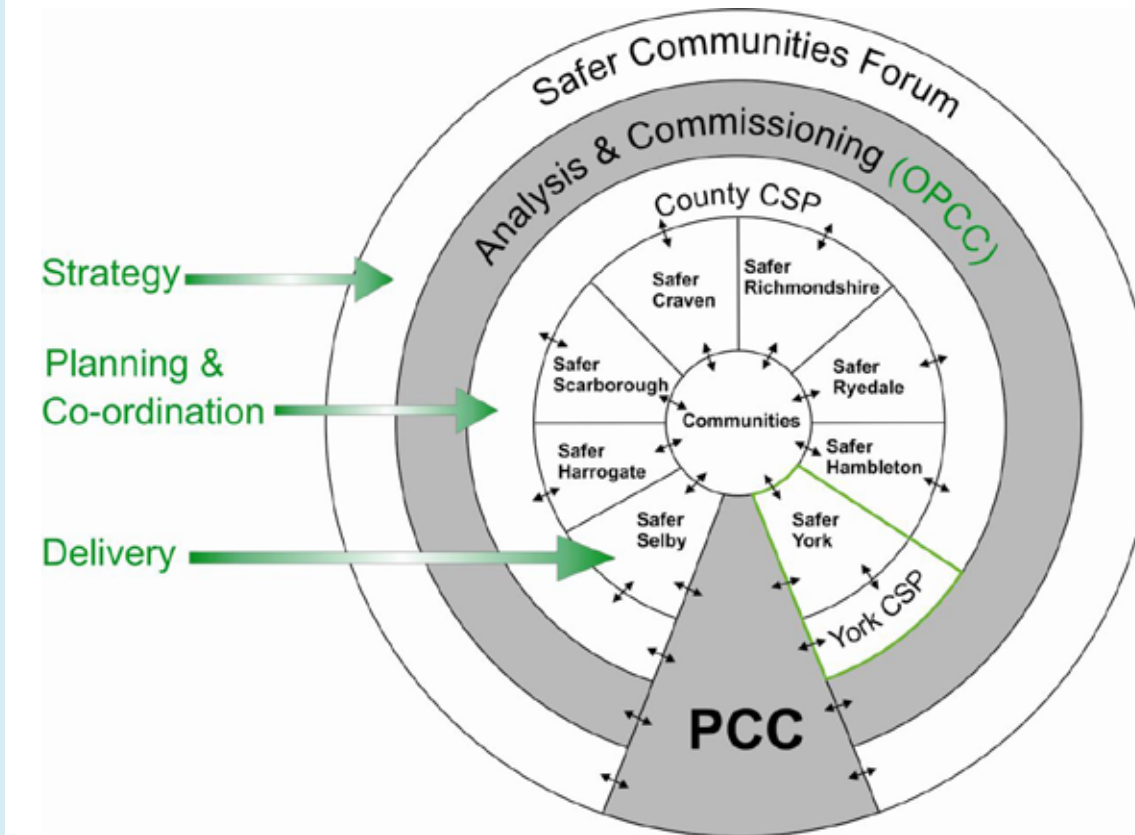 Safer Communities Forum
Analysis & Commissioning (OPCC)
County CSP
Strategy
Planning &
Co-ordination
Delivery
Safer
Craven
Safer
Richmondshire
Safer
Scarborough
Safer
Ryedale
Communities
Safer
Harrogate
Safer
Hambleton
Safer
Selby
Safer
York
York CSP
PCC